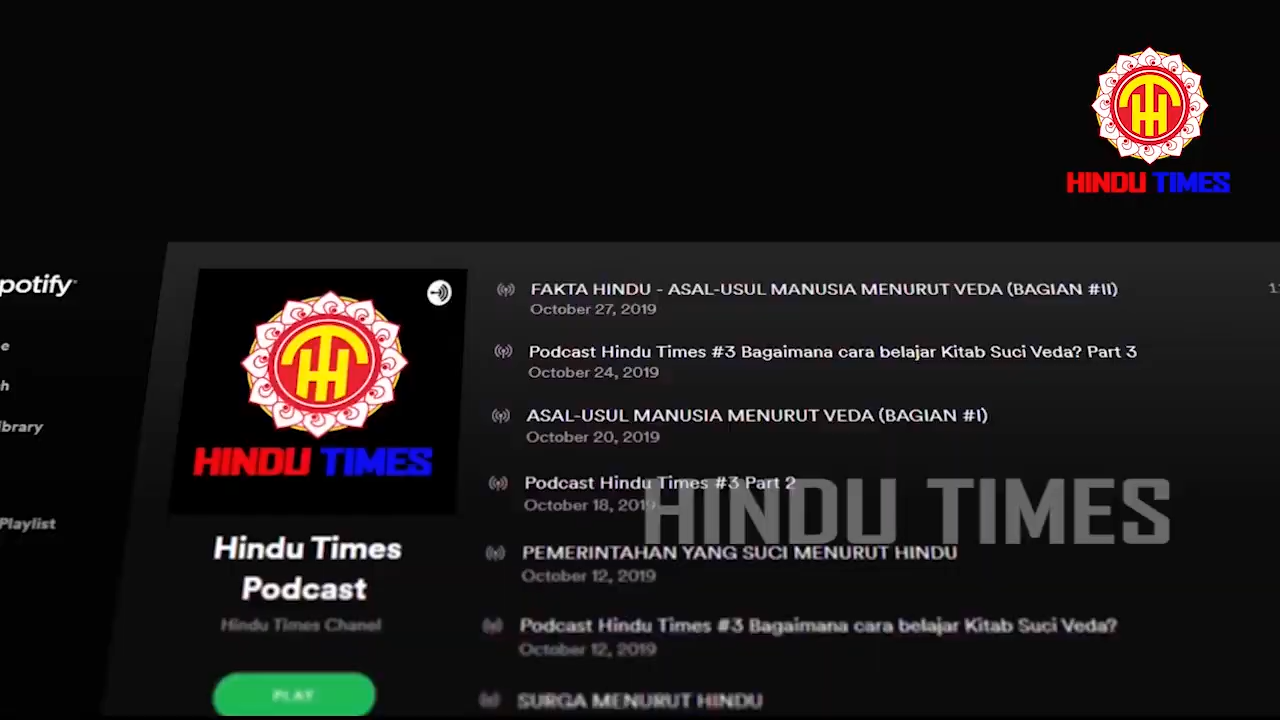 HINDU TIMES
potify
e
h
ibrary
Playlist
HINDU TIMES
Hindu Times
Podcast
Hindu Times Chanel
PLAY
FAKTA HINDU - ASAL-USUL MANUSIA MENURUT VEDA (BAGIAN #II)
October 27, 2019
Podcast Hindu Times #3 Bagaimana cara belajar Kitab Suci Veda? Part 3
October 24, 2019
ASAL-USUL MANUSIA MENURUT VEDA (BAGIAN #I)
October 20, 2019
Podcast Hindu Times #3 Part 2
October 18, 2019
HINDU TIMES
PEMERINTAHAN YANG SUCI MENURUT HINDU
October 12, 2019
Podcast Hindu Times #3 Bagaimana cara belajar Kitab Suci Veda?
October 12, 2019
SURGA MENURUT HINDU